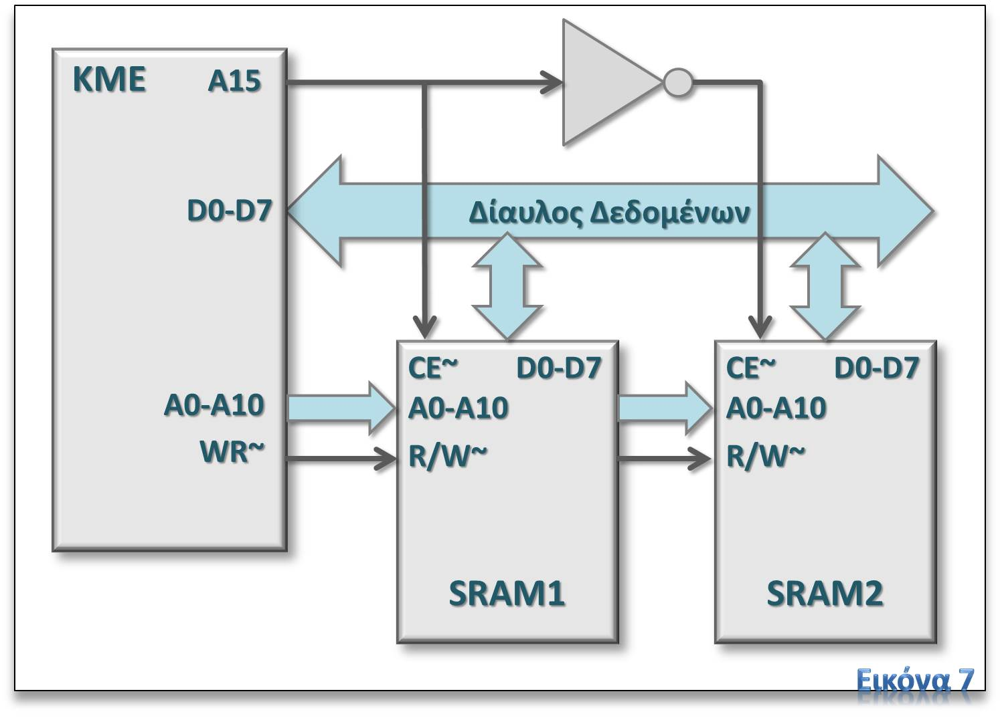 KME A15
D0-D7
Δίαυλος Δεδομένων
CE~ D0-D7
CE~ D0-D7
A0-A10
A0-A10
A0-A10
WR~
R/W~
R/W~
SRAM1
SRAM2
Εικόνα 7